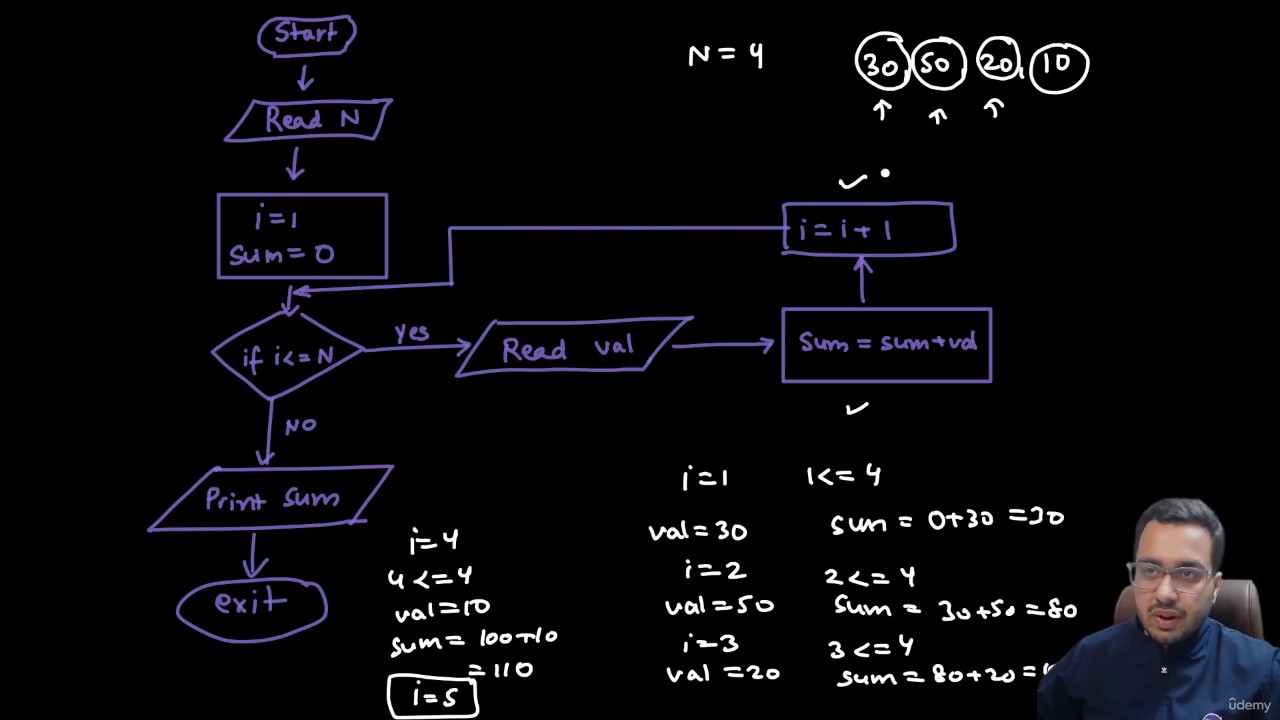 Start
Read N
i=1
sum=0
if i<=N
Yes
Read val
sum=sum+val
i=i+1
NO
Print sum
exit
N=4
30, 50, 20, 10
i=1 1<=4
val=30 sum=0+30=30
i=2 2<=4
val=50 sum=30+50=80
i=3 3<=4
val=20 sum=80+20=
i=4
4<=4
val=10
sum=100+10
=110
i=5
ûdemy